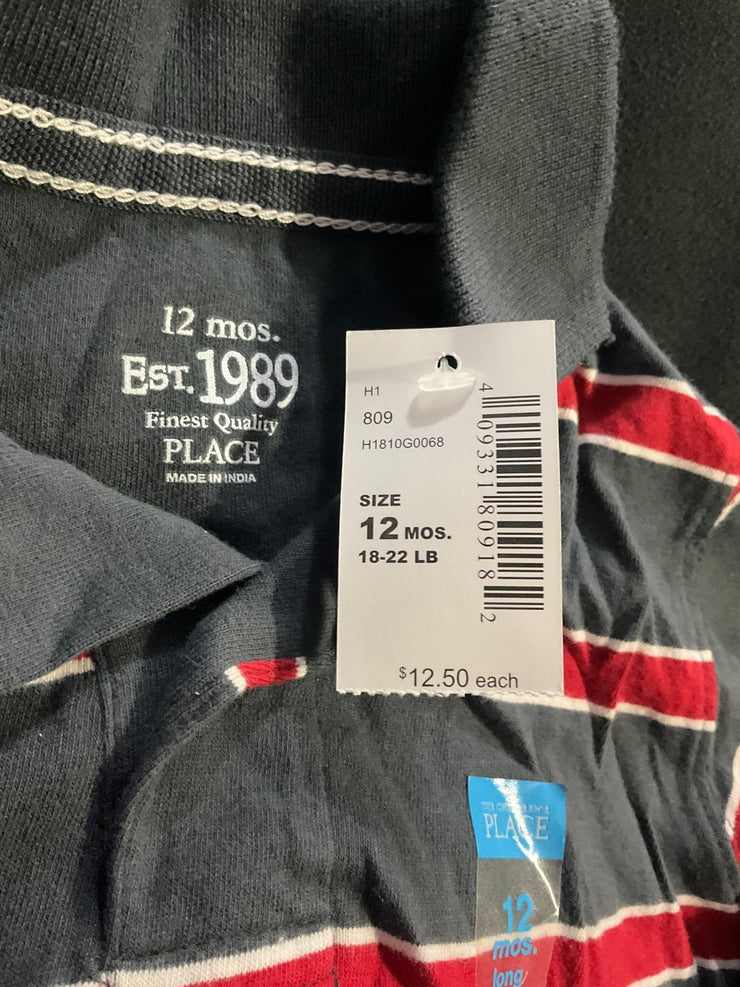 12 mos.
EST. 1989
Finest Quality
PLACE
MADE IN INDIA
H1
809
H1810G0068
SIZE
12 MOS.
18-22 LB
4 09331 80918 2
$12.50 each
PLACE
12
mos.
long